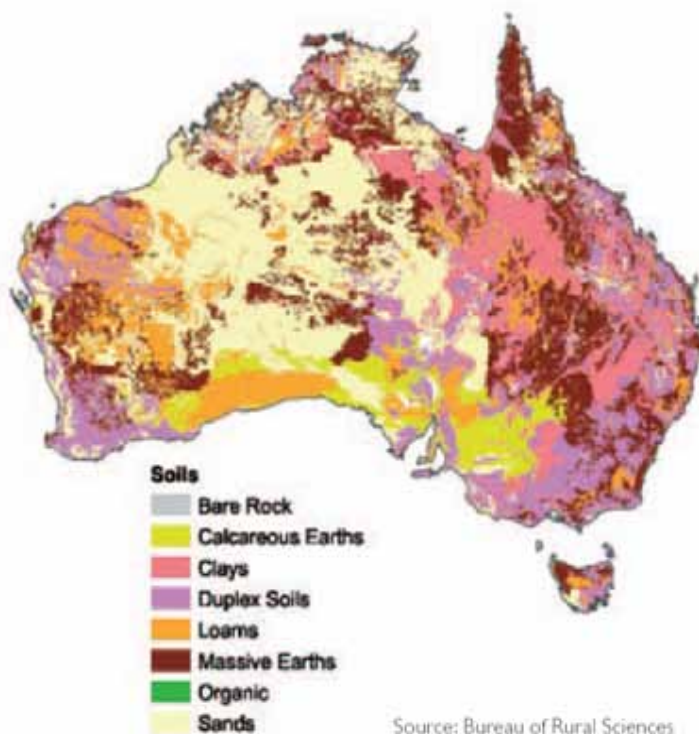 Soils
Bare Rock
Calcareous Earths
Clays
Duplex Soils
Loams
Massive Earths
Organic
Sands
Source: Bureau of Rural Sciences